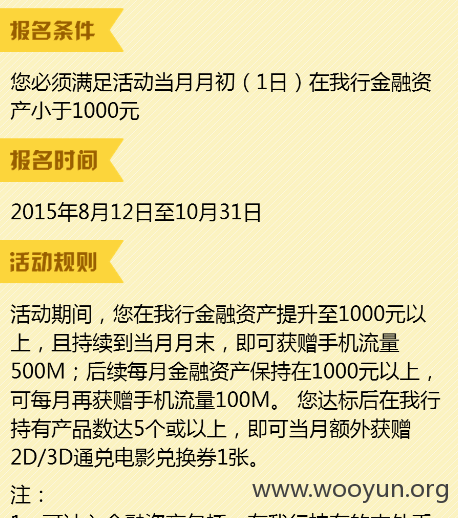 报名条件
您必须满足活动当月月初（1日）在我行金融资
产小于1000元
报名时间
2015年8月12日至10月31日
活动规则
活动期间，您在我行金融资产提升至1000元以
上，且持续到当月月末，即可获赠手机流量
500M；后续每月金融资产保持在1000元以上，
可每月再获赠手机流量100M。 您达标后在我行
持有产品数达5个或以上，即可当月额外获赠
2D/3D通兑电影兑换券1张。
注：
www.wooyun.org